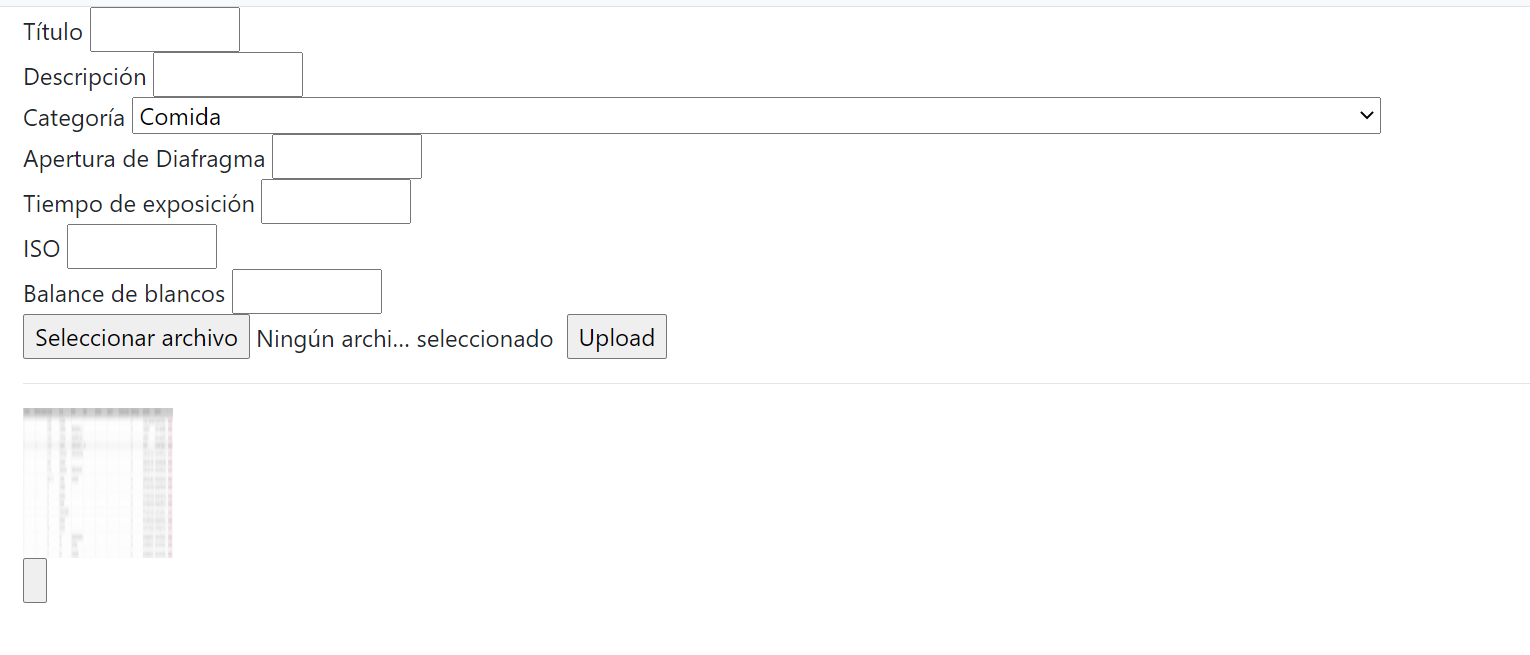 Título
Descripción
Categoría Comida
Apertura de Diafragma
Tiempo de exposición
ISO
Balance de blancos
Seleccionar archivo Ningún archi... seleccionado Upload